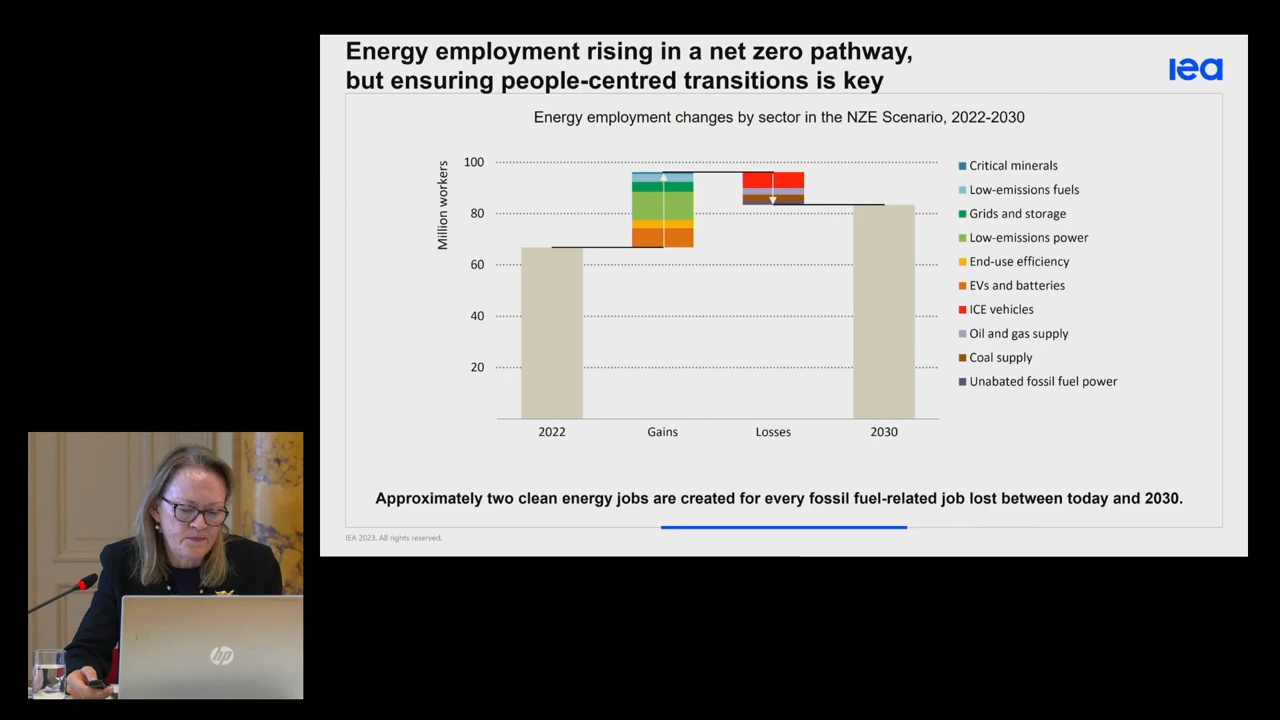 Energy employment rising in a net zero pathway,
but ensuring people-centred transitions is key
iea
Energy employment changes by sector in the NZE Scenario, 2022-2030
Million workers
100
80
60
40
20
2022
Gains
Losses
2030
Critical minerals
Low-emissions fuels
Grids and storage
Low-emissions power
End-use efficiency
EVs and batteries
ICE vehicles
Oil and gas supply
Coal supply
Unabated fossil fuel power
Approximately two clean energy jobs are created for every fossil fuel-related job lost between today and 2030.
IEA 2023. All rights reserved.
hp